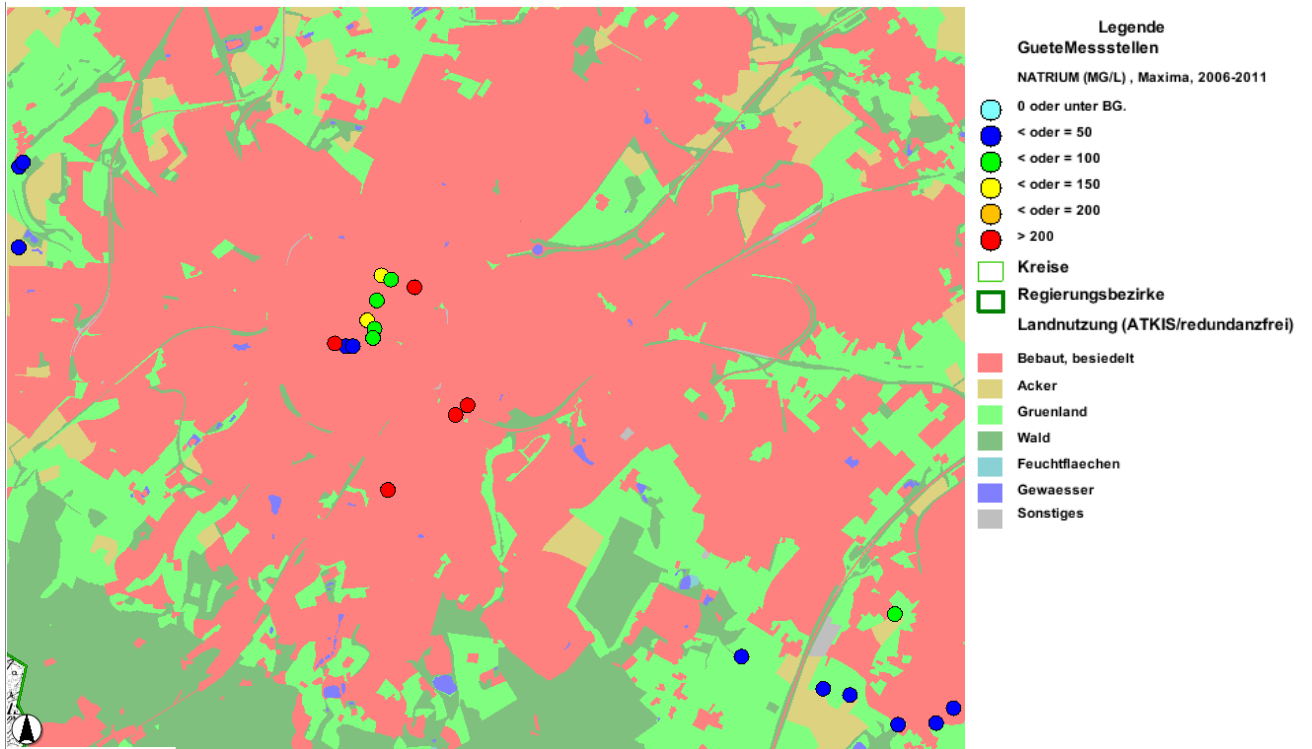 Legende
GueteMessstellen
NATRIUM (MG/L) , Maxima, 2006-2011
0 oder unter BG.
< oder = 50
< oder = 100
< oder = 150
< oder = 200
> 200
Kreise
Regierungsbezirke
Landnutzung (ATKIS/redundanzfrei)
Bebaut, besiedelt
Acker
Gruenland
Wald
Feuchtflaechen
Gewaesser
Sonstiges